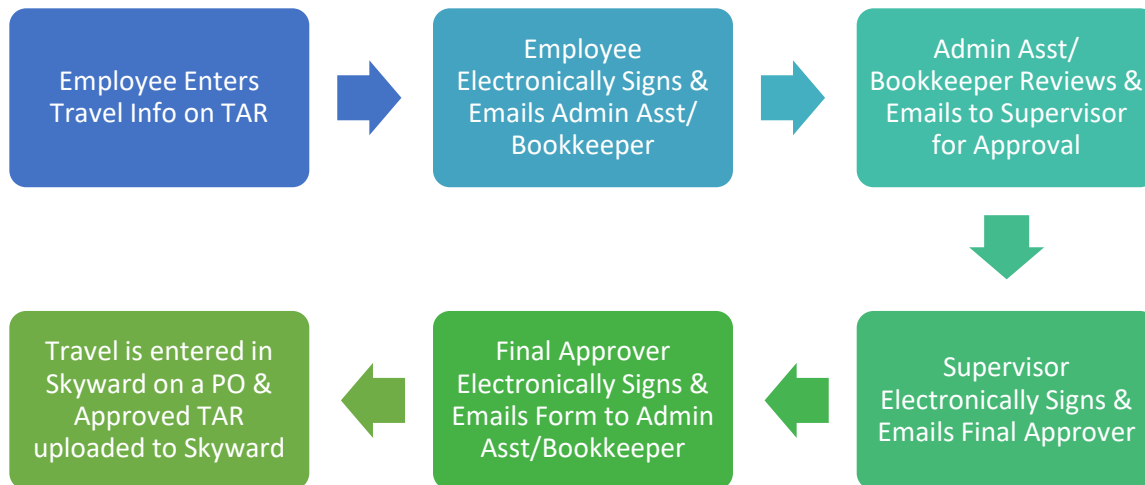 Employee Enters
Travel Info on TAR
Employee
Electronically Signs &
Emails Admin Asst/
Bookkeeper
Admin Asst/
Bookkeeper Reviews &
Emails to Supervisor
for Approval
Supervisor
Electronically Signs &
Emails Final Approver
Final Approver
Electronically Signs &
Emails Form to Admin
Asst/Bookkeeper
Travel is entered in
Skyward on a PO &
Approved TAR
uploaded to Skyward